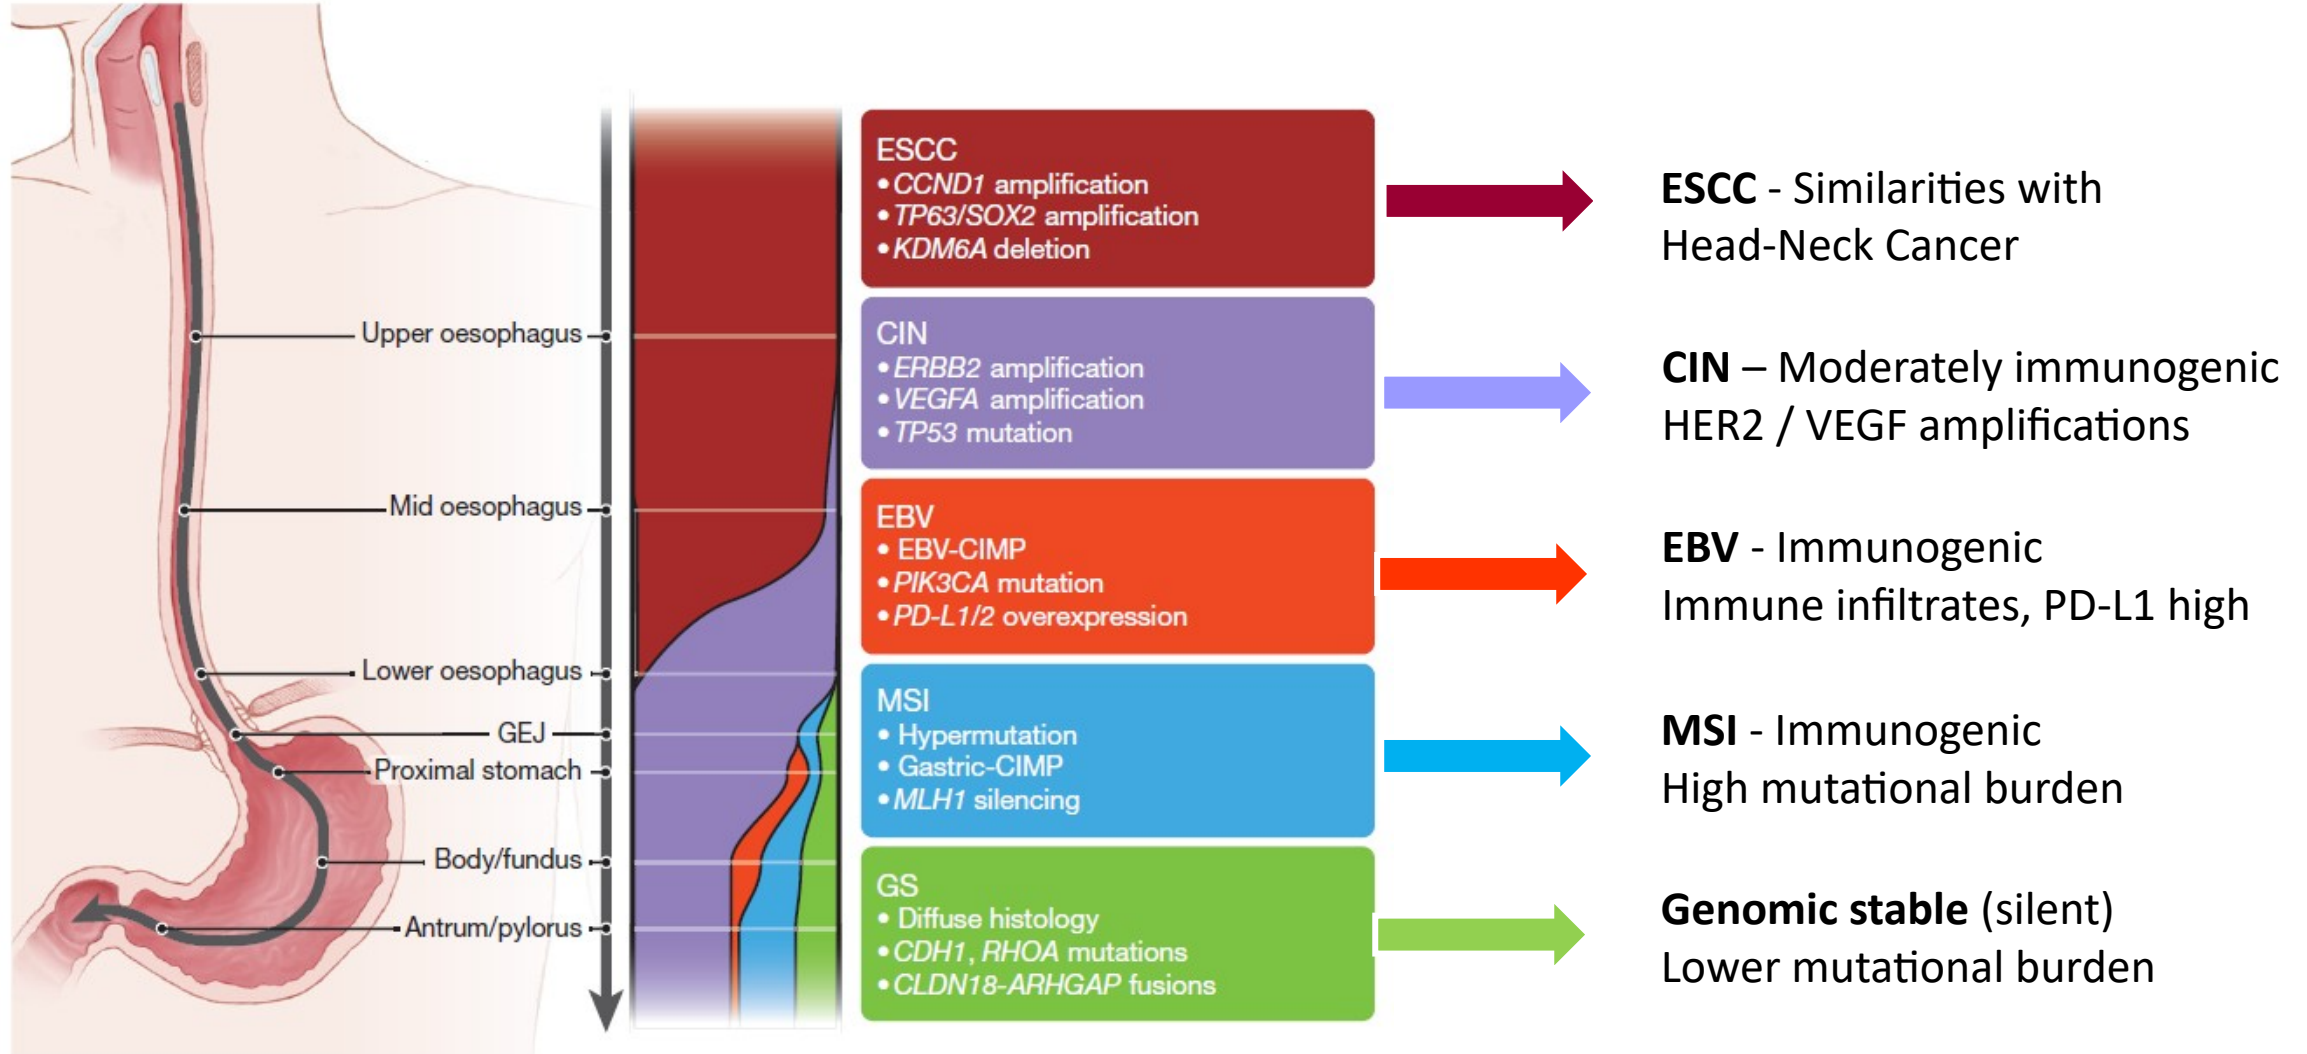 Upper oesophagus
Mid oesophagus
Lower oesophagus
GEJ
Proximal stomach
Body/fundus
Antrum/pylorus
ESCC
• CCND1 amplification
• TP63/SOX2 amplification
• KDM6A deletion
CIN
• ERBB2 amplification
• VEGFA amplification
• TP53 mutation
EBV
• EBV-CIMP
• PIK3CA mutation
• PD-L1/2 overexpression
MSI
• Hypermutation
• Gastric-CIMP
• MLH1 silencing
GS
• Diffuse histology
• CDH1, RHOA mutations
• CLDN18-ARHGAP fusions
ESCC - Similarities with
Head-Neck Cancer
CIN – Moderately immunogenic
HER2 / VEGF amplifications
EBV - Immunogenic
Immune infiltrates, PD-L1 high
MSI - Immunogenic
High mutational burden
Genomic stable (silent)
Lower mutational burden